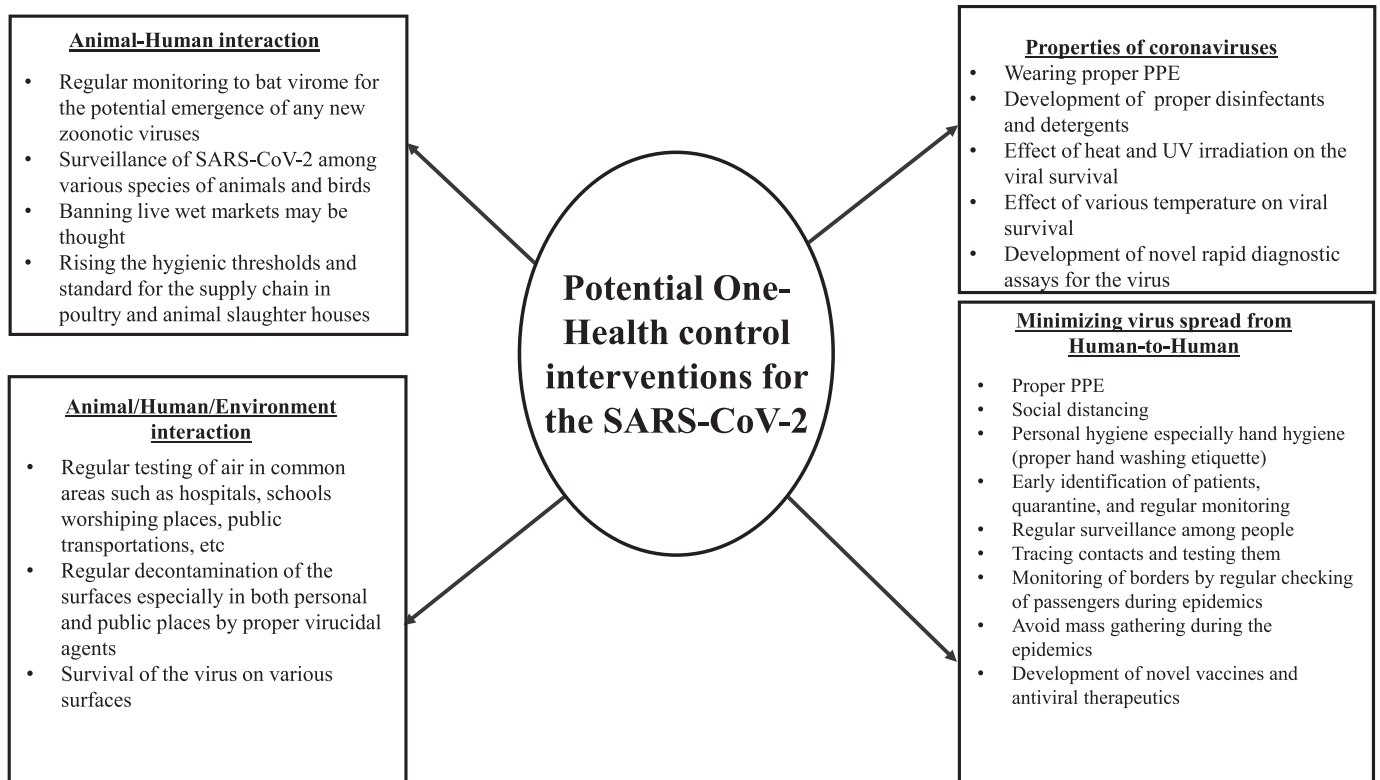 Animal-Human interaction
• Regular monitoring to bat virome for
the potential emergence of any new
zoonotic viruses
• Surveillance of SARS-CoV-2 among
various species of animals and birds
• Banning live wet markets may be
thought
• Rising the hygienic thresholds and
standard for the supply chain in
poultry and animal slaughter houses
Animal/Human/Environment
interaction
• Regular testing of air in common
areas such as hospitals, schools
worshiping places, public
transportations, etc
• Regular decontamination of the
surfaces especially in both personal
and public places by proper virucidal
agents
• Survival of the virus on various
surfaces
Potential One-
Health control
interventions for
the SARS-CoV-2
Properties of coronaviruses
• Wearing proper PPE
• Development of proper disinfectants
and detergents
• Effect of heat and UV irradiation on the
viral survival
• Effect of various temperature on viral
survival
• Development of novel rapid diagnostic
assays for the virus
Minimizing virus spread from
Human-to-Human
• Proper PPE
• Social distancing
• Personal hygiene especially hand hygiene
(proper hand washing etiquette)
• Early identification of patients,
quarantine, and regular monitoring
• Regular surveillance among people
• Tracing contacts and testing them
• Monitoring of borders by regular checking
of passengers during epidemics
• Avoid mass gathering during the
epidemics
• Development of novel vaccines and
antiviral therapeutics